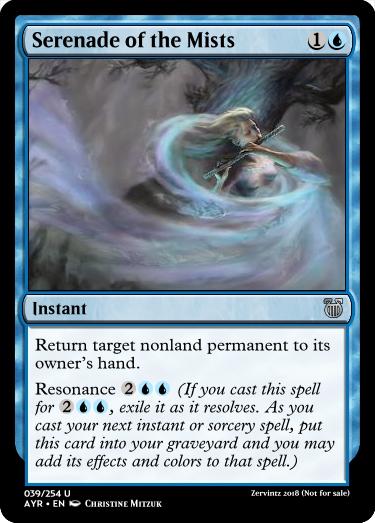 Serenade of the Mists 1
Instant
Return target nonland permanent to its
owner's hand.
Resonance 2 (If you cast this spell
for 2, exile it as it resolves. As you
cast your next instant or sorcery spell, put
this card into your graveyard and you may
add its effects and colors to that spell.)
039/254 U
AYR • EN Christine Mitzuk
Zervintz 2018 (Not for sale)